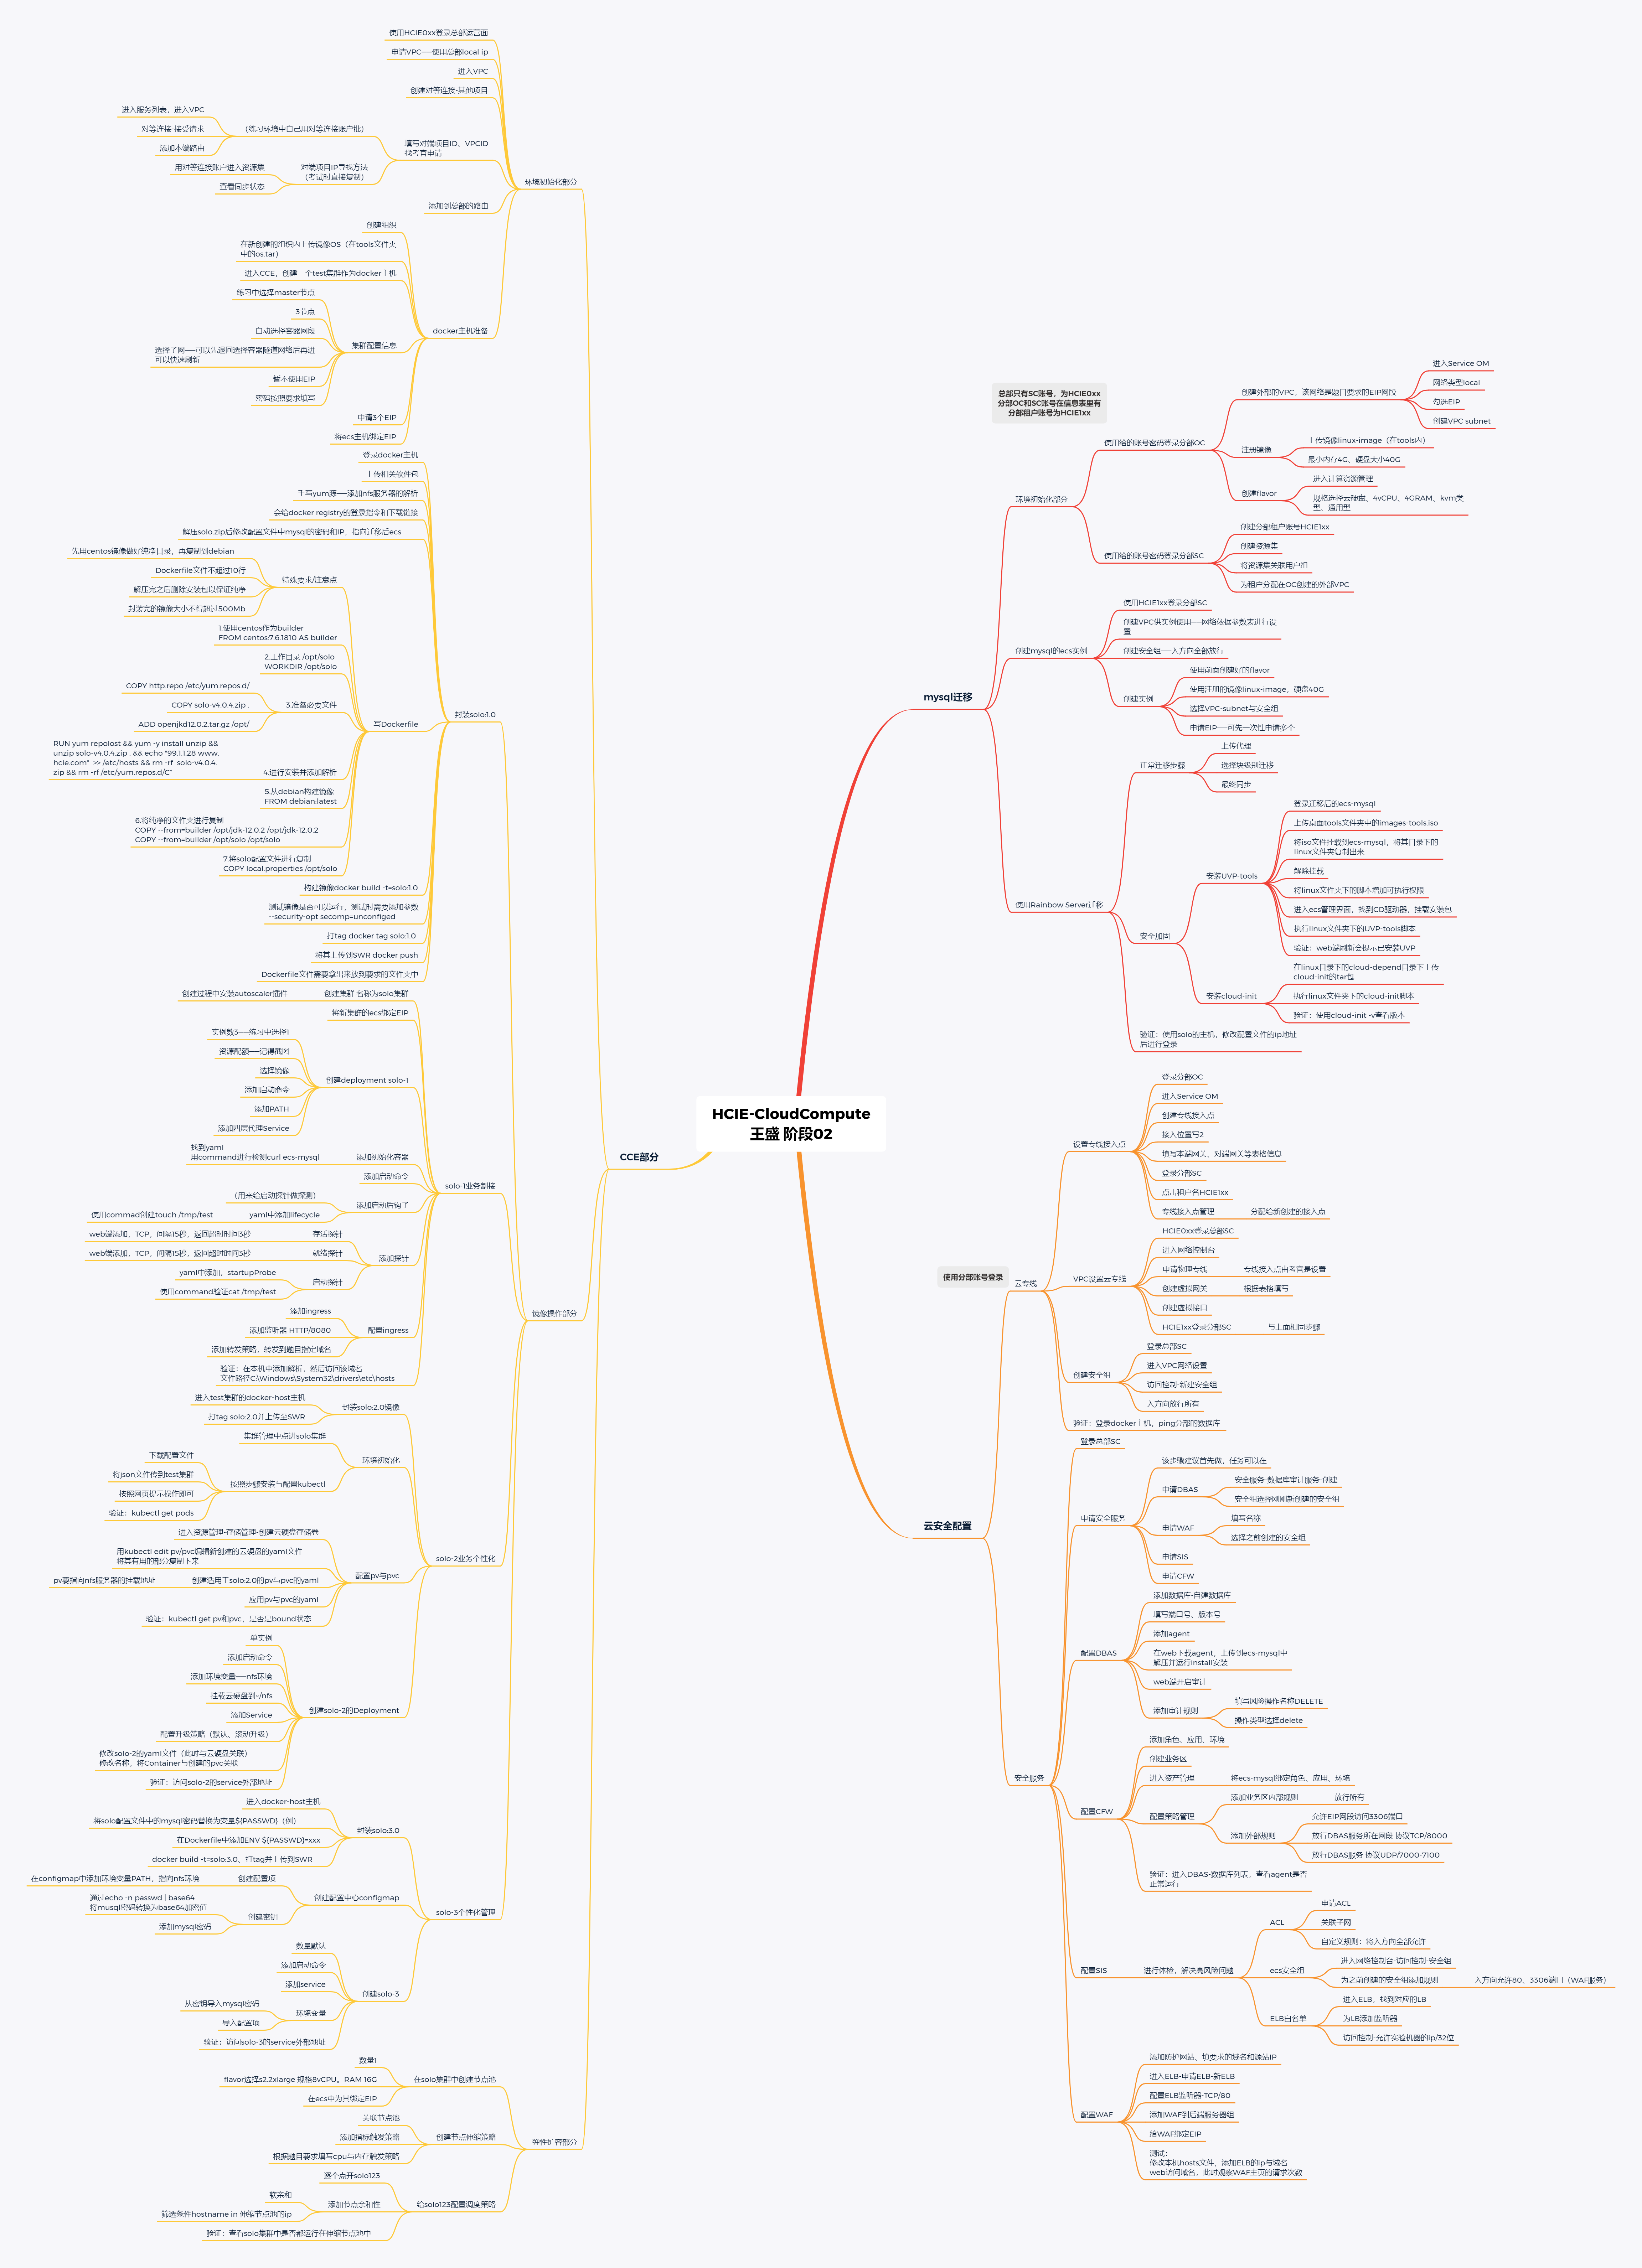 HCIE-CloudCompute
王盛 阶段02
mysql迁移
总部只有SC账号，为HCIE0xx
分部OC和SC账号在信息表里有
分部租户账号为HCIE1xx
环境初始化部分
使用给的账号密码登录分部OC
创建外部的VPC，该网络是题目要求的EIP网段
进入Service OM
网络类型local
勾选EIP
创建VPC subnet
注册镜像
上传镜像linux-image（在tools内）
最小内存4G、硬盘大小40G
创建flavor
进入计算资源管理
规格选择云硬盘、4vCPU、4GRAM、kvm类
型、通用型
使用给的账号密码登录分部SC
创建分部租户账号HCIE1xx
创建资源集
将资源集关联用户组
为租户分配在OC创建的外部VPC
创建mysql的ecs实例
使用HCIE1xx登录分部SC
创建VPC供实例使用——网络依据参数表进行设
置
创建安全组——入方向全部放行
创建实例
使用前面创建好的flavor
使用注册的镜像linux-image，硬盘40G
选择VPC-subnet与安全组
申请EIP——可先一次性申请多个
使用Rainbow Server迁移
正常迁移步骤
上传代理
选择块级别迁移
最终同步
安全加固
安装UVP-tools
登录迁移后的ecs-mysql
上传桌面tools文件夹中的images-tools.iso
将iso文件挂载到ecs-mysql，将其目录下的
linux文件夹复制出来
解除挂载
将linux文件夹下的脚本增加可执行权限
进入ecs管理界面，找到CD驱动器，挂载安装包
执行linux文件夹下的UVP-tools脚本
验证：web端刷新会提示已安装UVP
安装cloud-init
在linux目录下的cloud-depend目录下上传
cloud-init的tar包
执行linux文件夹下的cloud-init脚本
验证：使用cloud-init -v查看版本
验证：使用solo的主机，修改配置文件的ip地址
后进行登录
云安全配置
使用分部账号登录
云专线
设置专线接入点
登录分部OC
进入Service OM
创建专线接入点
接入位置写2
填写本端网关、对端网关等表格信息
登录分部SC
点击租户名HCIE1xx
专线接入点管理
分配给新创建的接入点
VPC设置云专线
HCIE0xx登录总部SC
进入网络控制台
申请物理专线
专线接入点由考官是设置
创建虚拟网关
根据表格填写
创建虚拟接口
HCIE1xx登录分部SC
与上面相同步骤
创建安全组
登录总部SC
进入VPC网络设置
访问控制-新建安全组
入方向放行所有
验证：登录docker主机，ping分部的数据库
安全服务
登录总部SC
申请安全服务
该步骤建议首先做，任务可以在
申请DBAS
安全服务-数据库审计服务-创建
安全组选择刚刚新创建的安全组
申请WAF
填写名称
选择之前创建的安全组
申请SIS
申请CFW
配置DBAS
添加数据库-自建数据库
填写端口号、版本号
添加agent
在web下载agent，上传到ecs-mysql中
解压并运行install安装
web端开启审计
添加审计规则
填写风险操作名称DELETE
操作类型选择delete
配置CFW
添加角色、应用、环境
创建业务区
进入资产管理
将ecs-mysql绑定角色、应用、环境
配置策略管理
添加业务区内部规则
放行所有
添加外部规则
允许EIP网段访问3306端口
放行DBAS服务所在网段 协议TCP/8000
放行DBAS服务 协议UDP/7000-7100
验证：进入DBAS-数据库列表，查看agent是否
正常运行
配置SIS
进行体检，解决高风险问题
ACL
申请ACL
关联子网
自定义规则：将入方向全部允许
ecs安全组
进入网络控制台-访问控制-安全组
为之前创建的安全组添加规则
入方向允许80、3306端口（WAF服务）
ELB白名单
进入ELB，找到对应的LB
为LB添加监听器
访问控制-允许实验机器的ip/32位
配置WAF
添加防护网站、填要求的域名和源站IP
进入ELB-申请ELB-新ELB
配置ELB监听器-TCP/80
添加WAF到后端服务器组
给WAF绑定EIP
测试：
修改本机hosts文件，添加ELB的ip与域名
web访问域名，此时观察WAF主页的请求次数
CCE部分
环境初始化部分
使用HCIE0xx登录总部运营面
申请VPC——使用总部local ip
进入VPC
创建对等连接-其他项目
填写对端项目ID、VPCID
找考官申请
（练习环境中自己用对等连接账户批）
进入服务列表，进入VPC
对等连接-接受请求
添加本端路由
对端项目IP寻找方法
（考试时直接复制）
用对等连接账户进入资源集
查看同步状态
添加到总部的路由
docker主机准备
创建组织
在新创建的组织内上传镜像OS（在tools文件夹
中的os.tar）
进入CCE，创建一个test集群作为docker主机
集群配置信息
练习中选择master节点
3节点
自动选择容器网段
选择子网——可以先退回选择容器隧道网络后再进
可以快速刷新
暂不使用EIP
密码按照要求填写
申请3个EIP
将ecs主机绑定EIP
镜像操作部分
封装solo:1.0
登录docker主机
上传相关软件包
手写yum源——添加nfs服务器的解析
会给docker registry的登录指令和下载链接
解压solo.zip后修改配置文件中mysql的密码和IP，指向迁移后ecs
写Dockerfile
特殊要求/注意点
先用centos镜像做好纯净目录，再复制到debian
Dockerfile文件不超过10行
解压完之后删除安装包以保证纯净
封装完的镜像大小不得超过500Mb
1.使用centos作为builder
FROM centos:7.6.1810 AS builder
2.工作目录 /opt/solo
WORKDIR /opt/solo
3.准备必要文件
COPY http.repo /etc/yum.repos.d/
COPY solo-v4.0.4.zip .
ADD openjkd12.0.2.tar.gz /opt/
4.进行安装并添加解析
RUN yum repolost && yum -y install unzip &&
unzip solo-v4.0.4.zip . && echo "99.1.1.28 www,
hcie.com"  >> /etc/hosts && rm -rf  solo-v4.0.4.
zip && rm -rf /etc/yum.repos.d/C"
5.从debian构建镜像
FROM debian:latest
6.将纯净的文件夹进行复制
COPY --from=builder /opt/jdk-12.0.2 /opt/jdk-12.0.2
COPY --from=builder /opt/solo /opt/solo
7.将solo配置文件进行复制
COPY local.properties /opt/solo
构建镜像docker build -t=solo:1.0
测试镜像是否可以运行，测试时需要添加参数
--security-opt secomp=unconfiged
打tag docker tag solo:1.0
将其上传到SWR docker push
Dockerfile文件需要拿出来放到要求的文件夹中
solo-1业务割接
创建集群 名称为solo集群
创建过程中安装autoscaler插件
将新集群的ecs绑定EIP
创建deployment solo-1
实例数3——练习中选择1
资源配额——记得截图
选择镜像
添加启动命令
添加PATH
添加四层代理Service
添加初始化容器
找到yaml
用command进行检测curl ecs-mysql
添加启动命令
添加启动后钩子
（用来给启动探针做探测）
yaml中添加lifecycle
使用commad创建touch /tmp/test
添加探针
存活探针
web端添加，TCP，间隔15秒，返回超时时间3秒
就绪探针
web端添加，TCP，间隔15秒，返回超时时间3秒
启动探针
yaml中添加，startupProbe
使用command验证cat /tmp/test
配置ingress
添加ingress
添加监听器 HTTP/8080
添加转发策略，转发到题目指定域名
验证：在本机中添加解析，然后访问该域名
文件路径C:\Windows\System32\drivers\etc\hosts
solo-2业务个性化
封装solo:2.0镜像
进入test集群的docker-host主机
打tag solo:2.0并上传至SWR
环境初始化
集群管理中点进solo集群
按照步骤安装与配置kubectl
下载配置文件
将json文件传到test集群
按照网页提示操作即可
验证：kubectl get pods
配置pv与pvc
进入资源管理-存储管理-创建云硬盘存储卷
用kubectl edit pv/pvc编辑新创建的云硬盘的yaml文件
将其有用的部分复制下来
创建适用于solo:2.0的pv与pvc的yaml
pv要指向nfs服务器的挂载地址
应用pv与pvc的yaml
验证：kubectl get pv和pvc，是否是bound状态
创建solo-2的Deployment
单实例
添加启动命令
添加环境变量——nfs环境
挂载云硬盘到~/nfs
添加Service
配置升级策略（默认、滚动升级）
修改solo-2的yaml文件（此时与云硬盘关联）
修改名称，将Container与创建的pvc关联
验证：访问solo-2的service外部地址
solo-3个性化管理
封装solo:3.0
进入docker-host主机
将solo配置文件中的mysql密码替换为变量${PASSWD}（例）
在Dockerfile中添加ENV ${PASSWD}=xxx
docker build -t=solo:3.0、打tag并上传到SWR
创建配置中心configmap
创建配置项
在configmap中添加环境变量PATH，指向nfs环境
创建密钥
通过echo -n passwd | base64
将musql密码转换为base64加密值
添加mysql密码
创建solo-3
数量默认
添加启动命令
添加service
环境变量
从密钥导入mysql密码
导入配置项
验证：访问solo-3的service外部地址
弹性扩容部分
在solo集群中创建节点池
数量1
flavor选择s2.2xlarge 规格8vCPU，RAM 16G
在ecs中为其绑定EIP
创建节点伸缩策略
关联节点池
添加指标触发策略
根据题目要求填写cpu与内存触发策略
给solo123配置调度策略
逐个点开solo123
添加节点亲和性
软亲和
筛选条件hostname in 伸缩节点池的ip
验证：查看solo集群中是否都运行在伸缩节点池中